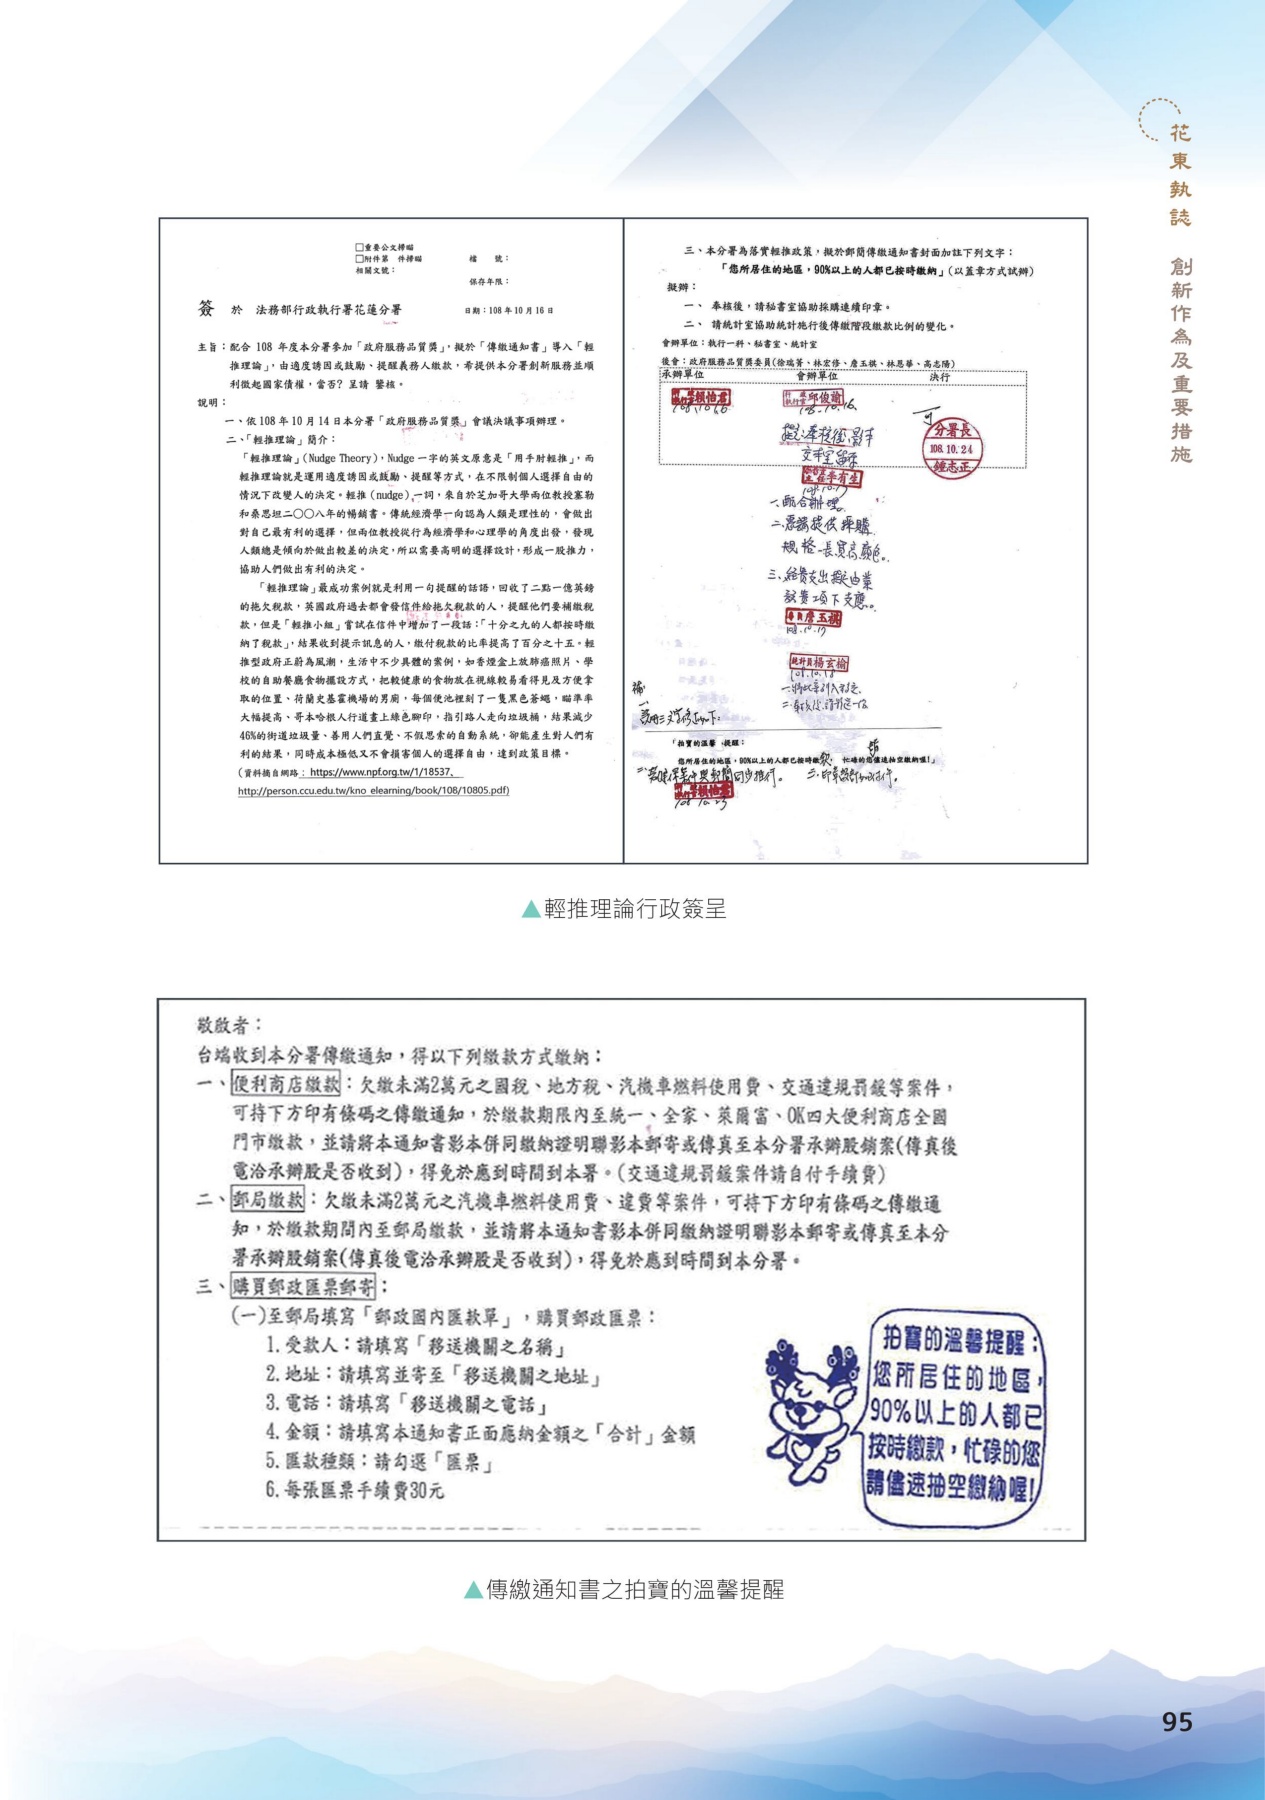 花東執誌 創新作為及重要措施
□重要公文掃瞄
□附件第　件掃瞄
相關文號：
檔　　號：
保存年限：
簽　於　法務部行政執行署花蓮分署
日期：108 年 10 月 16 日
主旨：配合 108 年度本分署參加「政府服務品質獎」，擬於「傳繳通知書」導入「輕
推理論」，由適度誘因或鼓勵、提醒義務人繳款，希提供本分署創新服務並順
利徵起國家債權，當否？呈請 鑒核。
說明：
一、依 108 年 10 月 14 日本分署「政府服務品質獎」會議決議事項辦理。
二、「輕推理論」簡介：
「輕推理論」(Nudge Theory)，Nudge 一字的英文原意是「用手肘輕推」，而
輕推理論就是運用適度誘因或鼓勵、提醒等方式，在不限制個人選擇自由的
情況下改變人的決定。輕推（nudge）一詞，來自於芝加哥大學兩位教授塞勒
和桑思坦二〇〇八年的暢銷書。傳統經濟學一向認為人類是理性的，會做出
對自己最有利的選擇，但兩位教授從行為經濟學和心理學的角度出發，發現
人類總是傾向於做出較差的決定，所以需要高明的選擇設計，形成一股推力，
協助人們做出有利的決定。
「輕推理論」最成功案例就是利用一句提醒的話語，回收了二點一億英鎊
的拖欠稅款，英國政府過去都會發信件給拖欠稅款的人，提醒他們要補繳稅
款，但是「輕推小組」嘗試在信件中增加了一段話：「十分之九的人都按時繳
納了稅款」，結果收到提示訊息的人，繳付稅款的比率提高了百分之十五。輕
推型政府正蔚為風潮，生活中不少具體的案例，如香煙盒上放肺癌照片、學
校的自助餐廳食物擺設方式，把較健康的食物放在視線較易看得見及方便拿
取的位置、荷蘭史基霍機場的男廁，每個便池裡刻了一隻黑色蒼蠅，瞄準率
大幅提高、哥本哈根人行道畫上綠色腳印，指引路人走向垃圾桶，結果減少
46%的街道垃圾量、善用人們直覺、不假思索的自動系統，卻能產生對人們有
利的結果，同時成本極低又不會損害個人的選擇自由，達到政策目標。
(資料摘自網路：https://www.npf.org.tw/1/18537、
http://person.ccu.edu.tw/kno_elearning/book/108/10805.pdf)
三、本分署為落實輕推政策，擬於郵簡傳繳通知書封面加註下列文字：
「您所居住的地區，90%以上的人都已按時繳納」(以蓋章方式試辦)
擬辦：
一、 奉核後，請秘書室協助採購連續印章。
二、 請統計室協助統計施行後傳繳階段繳款比例的變化。
會辦單位：執行一科、秘書室、統計室
後會：政府服務品質獎委員(徐瑞菁、林宏修、詹玉棋、林恩華、高志陽)
承辦單位　會辦單位　決行
賴怡君
108.10.16
邱俊諭
108.10.16.
可
分署長
108.10.24
鍾志正
李有生
一、配合辦理。
二、惠請提供採購
規格-長寬高顏色。
三、經費支出擬由業
務費項下支應。
詹玉棋
108.10.17
統計員楊玄榆
108.10.18
補：
「拍寶的溫馨 提醒：
您所居住的地區，90%以上的人都已按時繳款，忙碌的您儘速抽空繳納喔!」
賴怡君
108.10.23
▲輕推理論行政簽呈
敬啟者：
台端收到本分署傳繳通知，得以下列繳款方式繳納：
一、便利商店繳款：欠繳未滿2萬元之國稅、地方稅、汽機車燃料使用費、交通違規罰鍰等案件，
可持下方印有條碼之傳繳通知，於繳款期限內至統一、全家、萊爾富、OK四大便利商店全國
門市繳款，並請將本通知書影本併同繳納證明聯影本郵寄或傳真至本分署承辦股銷案(傳真後
電洽承辦股是否收到)，得免於應到時間到本署。(交通違規罰鍰案件請自付手續費)
二、郵局繳款：欠繳未滿2萬元之汽機車燃料使用費、違費等案件，可持下方印有條碼之傳繳通
知，於繳款期間內至郵局繳款，並請將本通知書影本併同繳納證明聯影本郵寄或傳真至本分
署承辦股銷案(傳真後電洽承辦股是否收到)，得免於應到時間到本分署。
三、購買郵政匯票郵寄：
(一)至郵局填寫「郵政國內匯款單」，購買郵政匯票：
1.受款人：請填寫「移送機關之名稱」
2.地址：請填寫並寄至「移送機關之地址」
3.電話：請填寫「移送機關之電話」
4.金額：請填寫本通知書正面應納金額之「合計」金額
5.匯款種類：請勾選「匯票」
6.每張匯票手續費30元
拍寶的溫馨提醒：
您所居住的地區，
90%以上的人都已
按時繳款，忙碌的您
請儘速抽空繳納喔!
▲傳繳通知書之拍寶的溫馨提醒
95